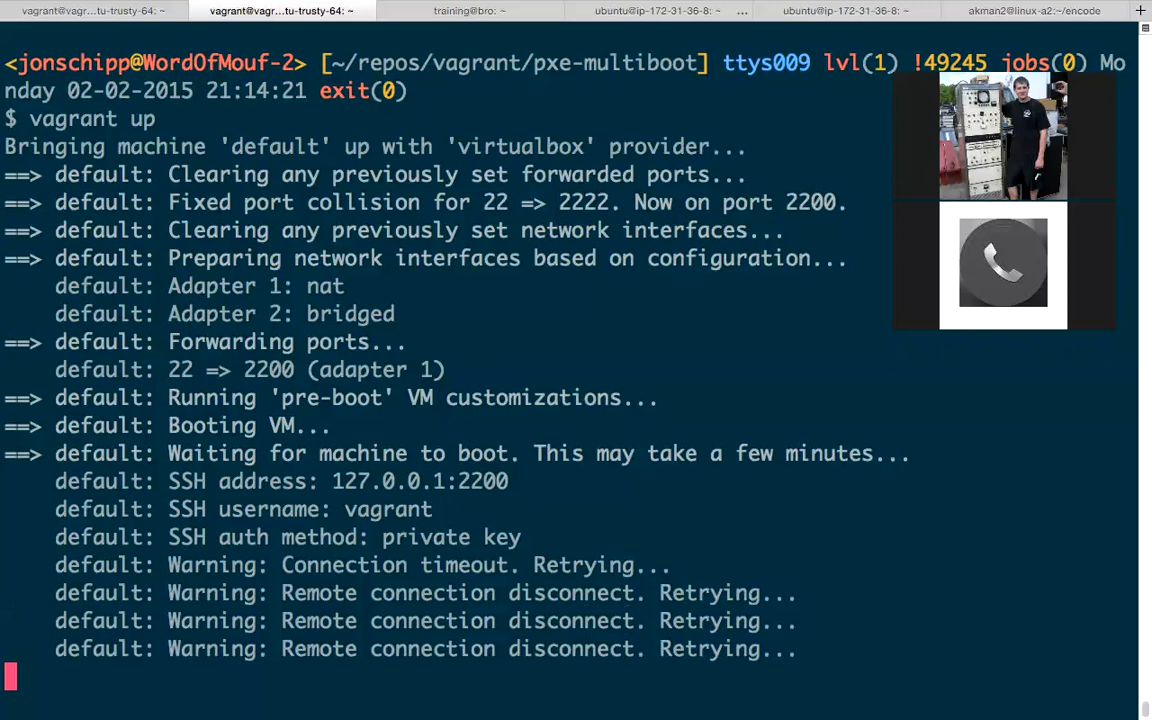 vagrant@vagr...tu-trusty-64: ~
vagrant@vagr...tu-trusty-64: ~
training@bro: ~
ubuntu@ip-172-31-36-8: ~
...
ubuntu@ip-172-31-36-8: ~
akman2@linux-a2:~/encode
<jonschipp@WordOfMouf-2> [~/repos/vagrant/pxe-multiboot] ttys009 lvl(1) !49245 jobs(0) Mo
nday 02-02-2015 21:14:21 exit(0)
$ vagrant up
Bringing machine 'default' up with 'virtualbox' provider...
==> default: Clearing any previously set forwarded ports...
==> default: Fixed port collision for 22 => 2222. Now on port 2200.
==> default: Clearing any previously set network interfaces...
==> default: Preparing network interfaces based on configuration...
    default: Adapter 1: nat
    default: Adapter 2: bridged
==> default: Forwarding ports...
    default: 22 => 2200 (adapter 1)
==> default: Running 'pre-boot' VM customizations...
==> default: Booting VM...
==> default: Waiting for machine to boot. This may take a few minutes...
    default: SSH address: 127.0.0.1:2200
    default: SSH username: vagrant
    default: SSH auth method: private key
    default: Warning: Connection timeout. Retrying...
    default: Warning: Remote connection disconnect. Retrying...
    default: Warning: Remote connection disconnect. Retrying...
    default: Warning: Remote connection disconnect. Retrying...